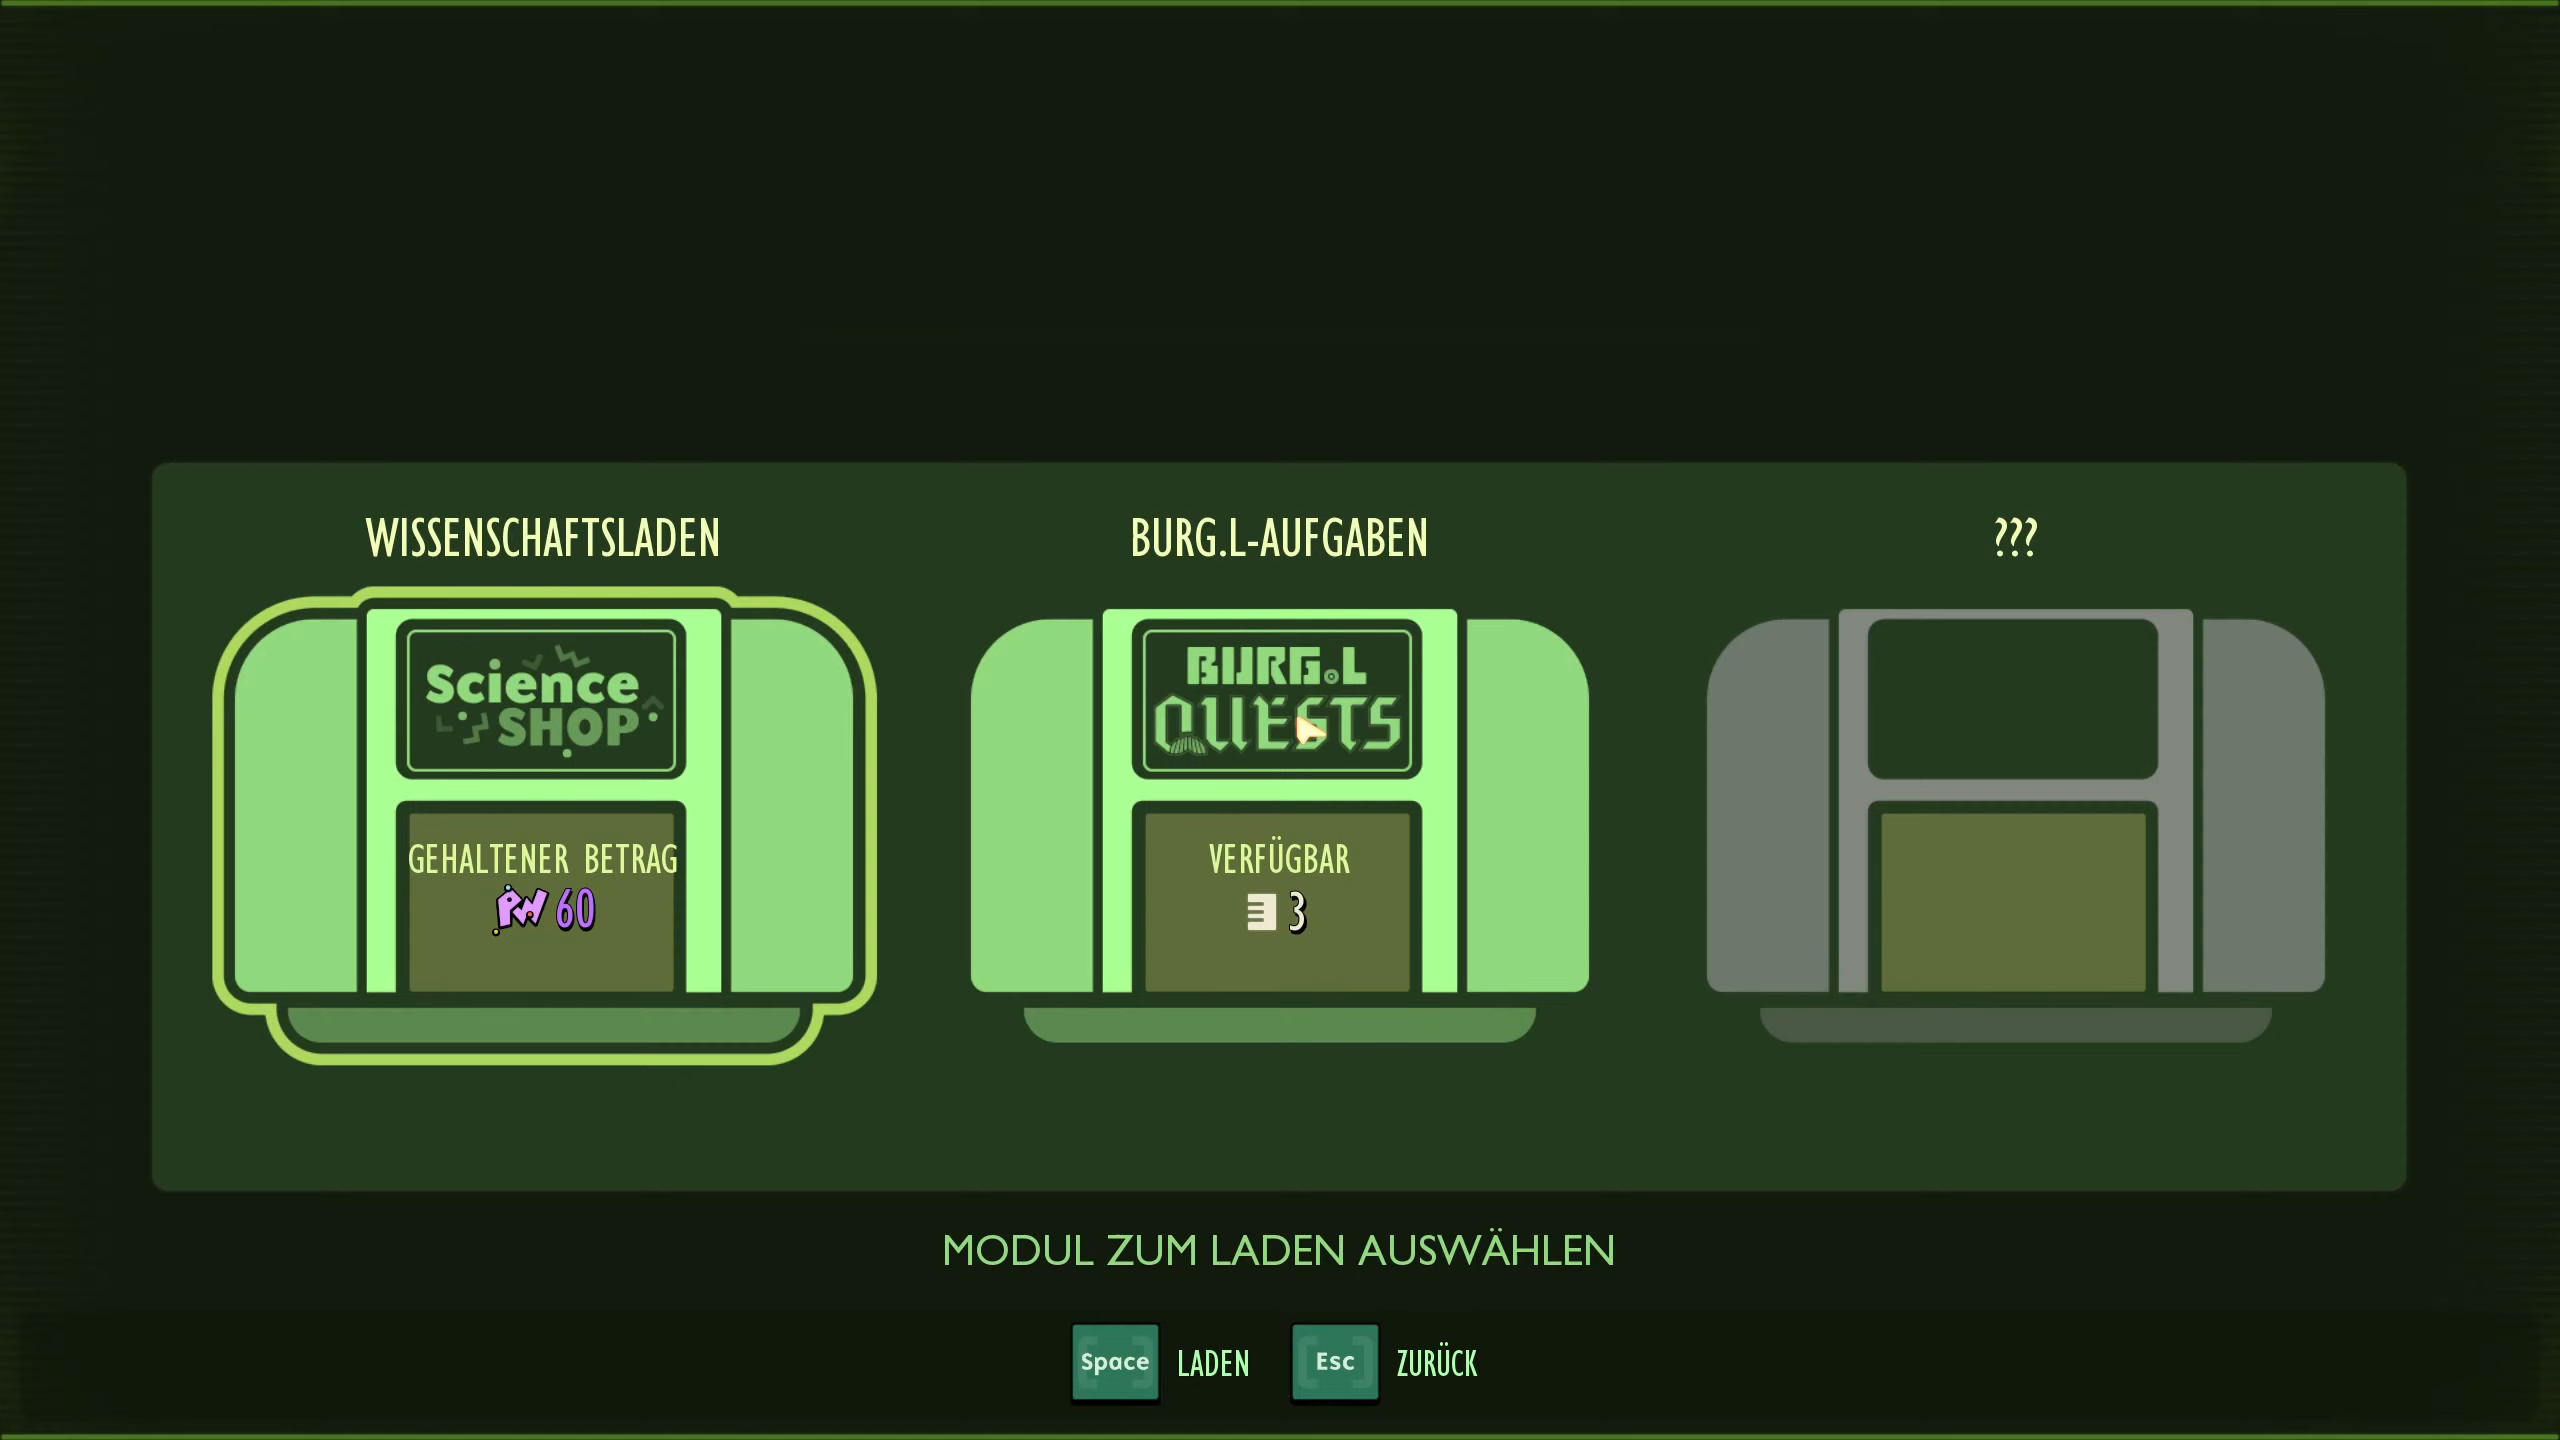 WISSENSCHAFTSLADEN
BURG.L-AUFGABEN
???
Science
SHOP
BURG.L
QUESTS
GEHALTENER BETRAG
RW 60
VERFÜGBAR
3
MODUL ZUM LADEN AUSWÄHLEN
Space LADEN
Esc ZURÜCK